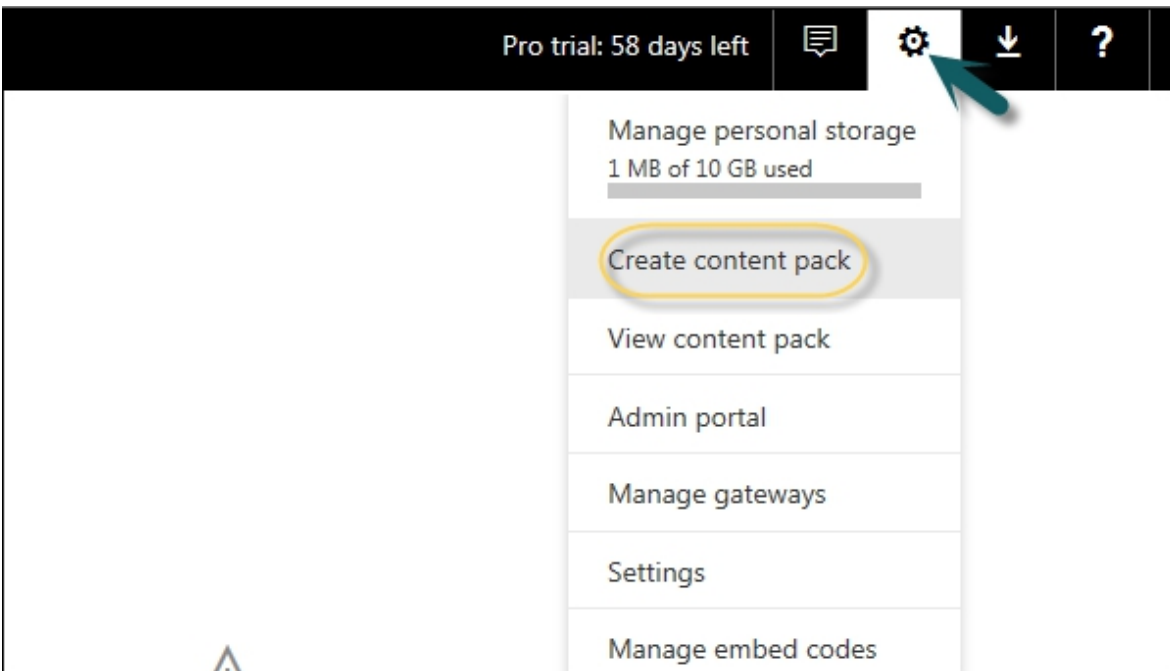 Pro trial: 58 days left
?
Manage personal storage
1 MB of 10 GB used
Create content pack
View content pack
Admin portal
Manage gateways
Settings
Manage embed codes